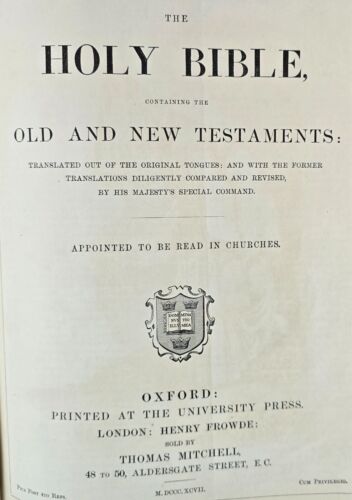 THE
HOLY BIBLE,
CONTAINING THE
OLD AND NEW TESTAMENTS:
TRANSLATED OUT OF THE ORIGINAL TONGUES: AND WITH THE FORMER
TRANSLATIONS DILIGENTLY COMPARED AND REVISED,
BY HIS MAJESTY'S SPECIAL COMMAND.
APPOINTED TO BE READ IN CHURCHES.
OXFORD:
PRINTED AT THE UNIVERSITY PRESS.
LONDON: HENRY FROWDE:
SOLD BY
THOMAS MITCHELL,
48 TO 50, ALDERSGATE STREET, E.C.
CUM PRIVILEGIO.
M.DCCC.XCVII.